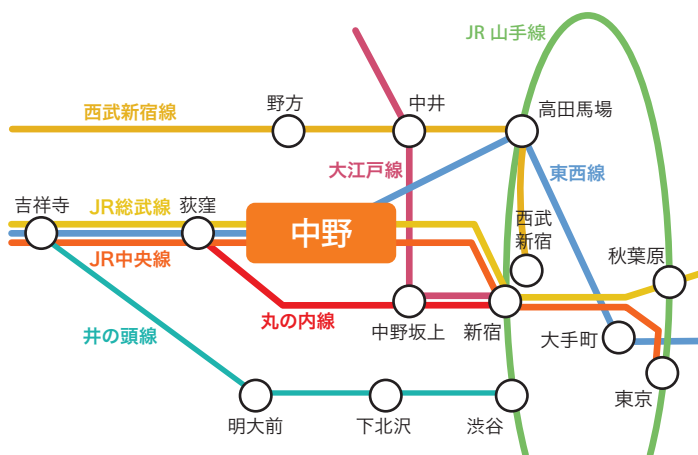 JR 山手線
西武新宿線
野方
中井
高田馬場
大江戸線
東西線
吉祥寺
JR総武線
荻窪
中野
西武
新宿
JR中央線
秋葉原
丸の内線
中野坂上
新宿
井の頭線
大手町
東京
明大前
下北沢
渋谷